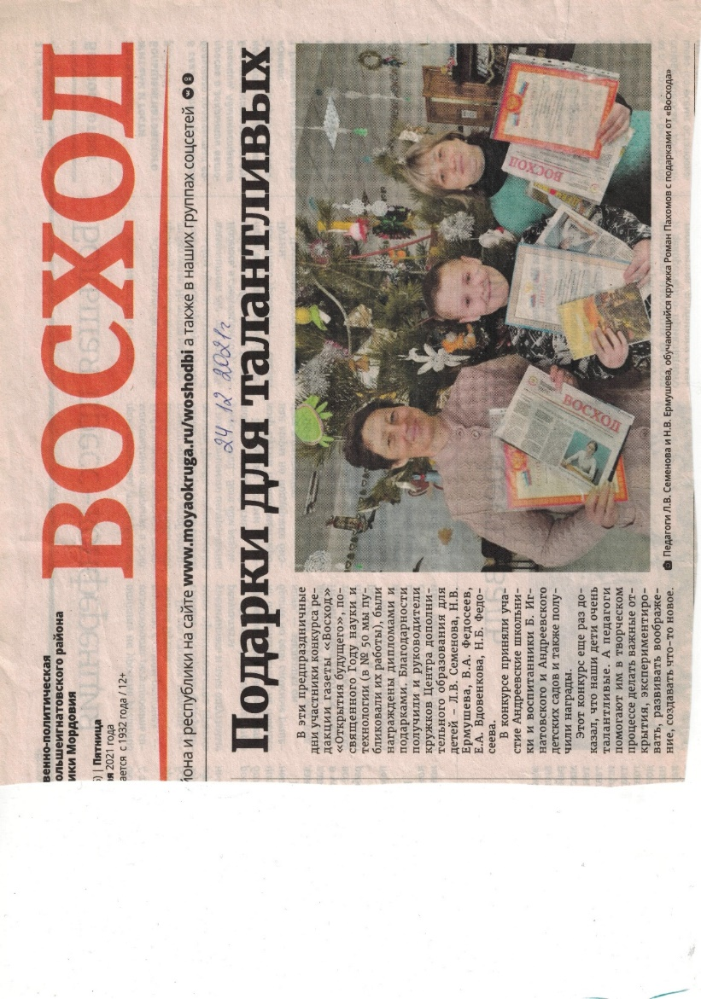 венно-политическая
ольшеигнатовского района
ики Мордовия
) | Пятница
я 2021 года
ается с 1932 года / 12+
ВОСХОД
йона и республики на сайте www.moyaokruga.ru/woshodbi а также в наших группах соцсетей
24.12.2021г
Подарки для талантливых
В эти предпраздничные
дни участники конкурса ре-
дакции газеты «Восход»
«Открытия будущего», по-
священного Году науки и
технологии (в № 50 мы пу-
бликовали их работы), были
награждены дипломами и
подарками. Благодарности
получили и руководители
кружков Центра дополни-
тельного образования для
детей – Л.В. Семенова, Н.В.
Ермушева, В.А. Федосеев,
Е.А. Вдовенкова, Н.Б. Федо-
сеева.
В конкурсе приняли уча-
стие Андреевские школьни-
ки и воспитанники Б. Иг-
натовского и Андреевского
детских садов и также полу-
чили награды.
Этот конкурс еще раз до-
казал, что наши дети очень
талантливые. А педагоги
помогают им в творческом
процессе делать важные от-
крытия, экспериментиро-
вать, развивать воображе-
ние, создавать что-то новое.
ВОСХОД
ВОСХОД
Педагоги Л.В. Семенова и Н.В. Ермушева, обучающийся кружка Роман Пахомов с подарками от «Восхода»